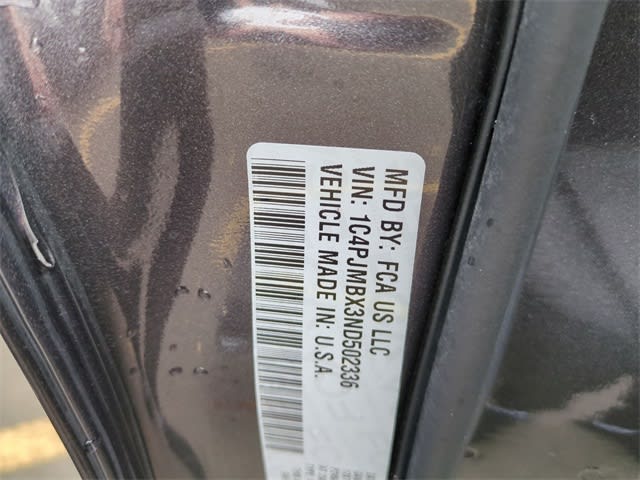 MFD BY: FCA US LLC
VIN: 1C4PJMBX3ND502336
VEHICLE MADE IN: U.S.A.